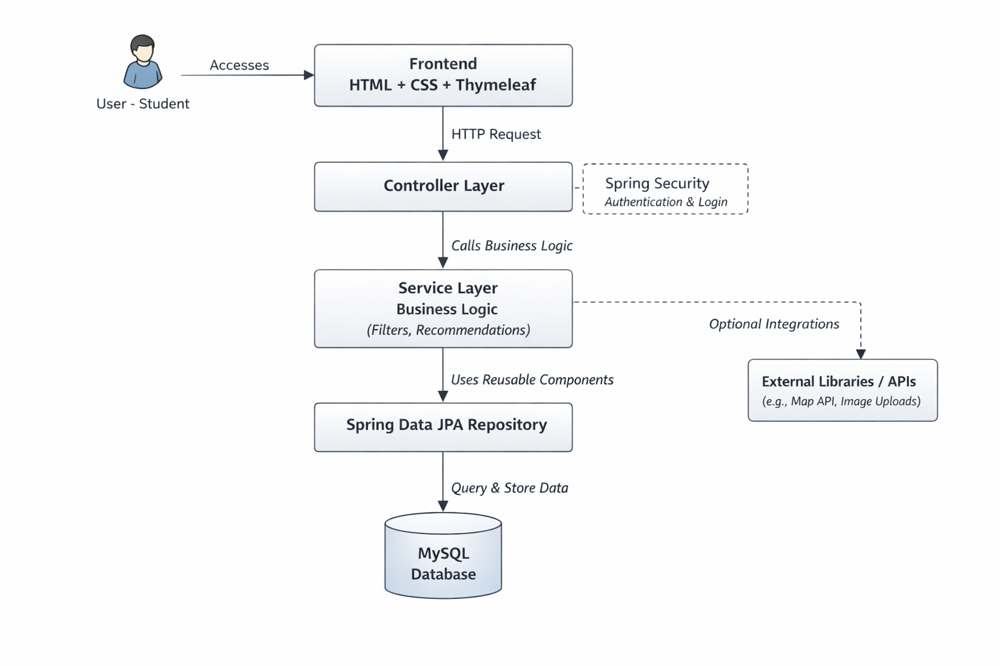 Accesses
User - Student
Frontend
HTML + CSS + Thymeleaf
HTTP Request
Controller Layer
Spring Security
Authentication & Login
Calls Business Logic
Service Layer
Business Logic
(Filters, Recommendations)
Optional Integrations
External Libraries / APIs
(e.g., Map API, Image Uploads)
Uses Reusable Components
Spring Data JPA Repository
Query & Store Data
MySQL
Database